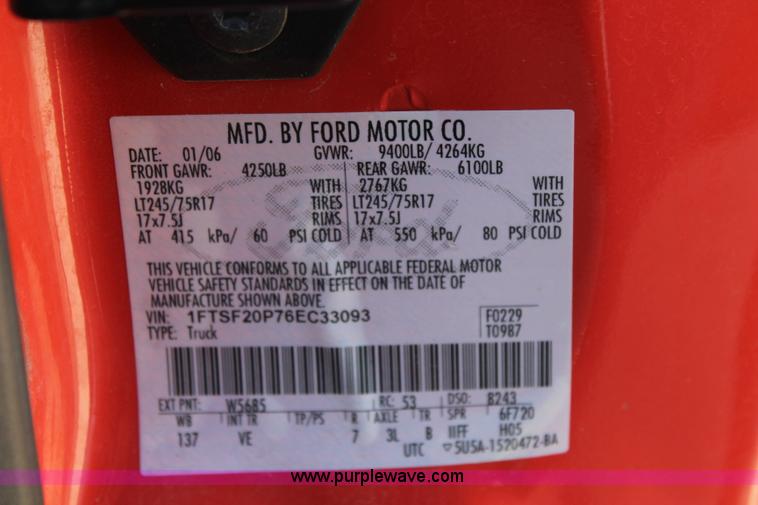 MFD. BY FORD MOTOR CO.
DATE: 01/06 GVWR: 9400LB/ 4264KG
FRONT GAWR: 4250LB REAR GAWR: 6100LB
1928KG WITH 2767KG WITH
LT245/75R17 TIRES LT245/75R17 TIRES
17x7.5J RIMS 17x7.5J RIMS
AT 415 kPa/ 60 PSI COLD AT 550 kPa/ 80 PSI COLD
THIS VEHICLE CONFORMS TO ALL APPLICABLE FEDERAL MOTOR
VEHICLE SAFETY STANDARDS IN EFFECT ON THE DATE OF
MANUFACTURE SHOWN ABOVE.
VIN: 1FTSF20P76EC33093 F0229
TYPE: Truck T0987
EXT PNT: W5685 RC: 53 DSO: B243
WB INT TR TP/PS R AXLE TR SPR 6F720
137 VE 7 3L B IIFF H05
UTC ▽5U5A-1520472-BA
www.purplewave.com